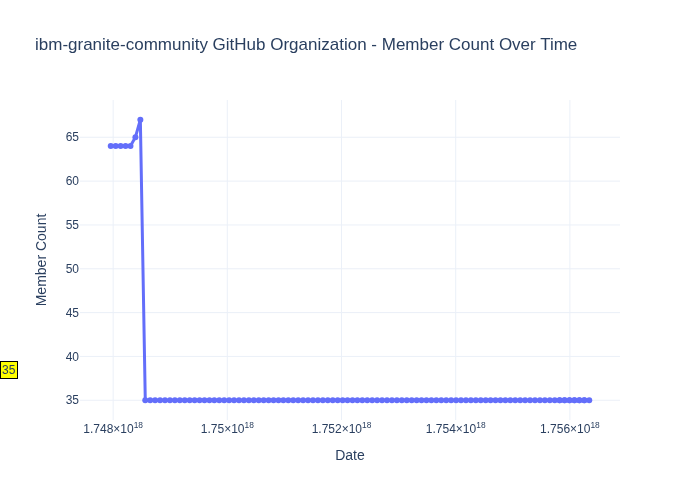 ibm-granite-community GitHub Organization - Member Count Over Time
65
60
55
50
45
40
35
Member Count
35
1.748×10¹⁸ 1.75×10¹⁸ 1.752×10¹⁸ 1.754×10¹⁸ 1.756×10¹⁸
Date